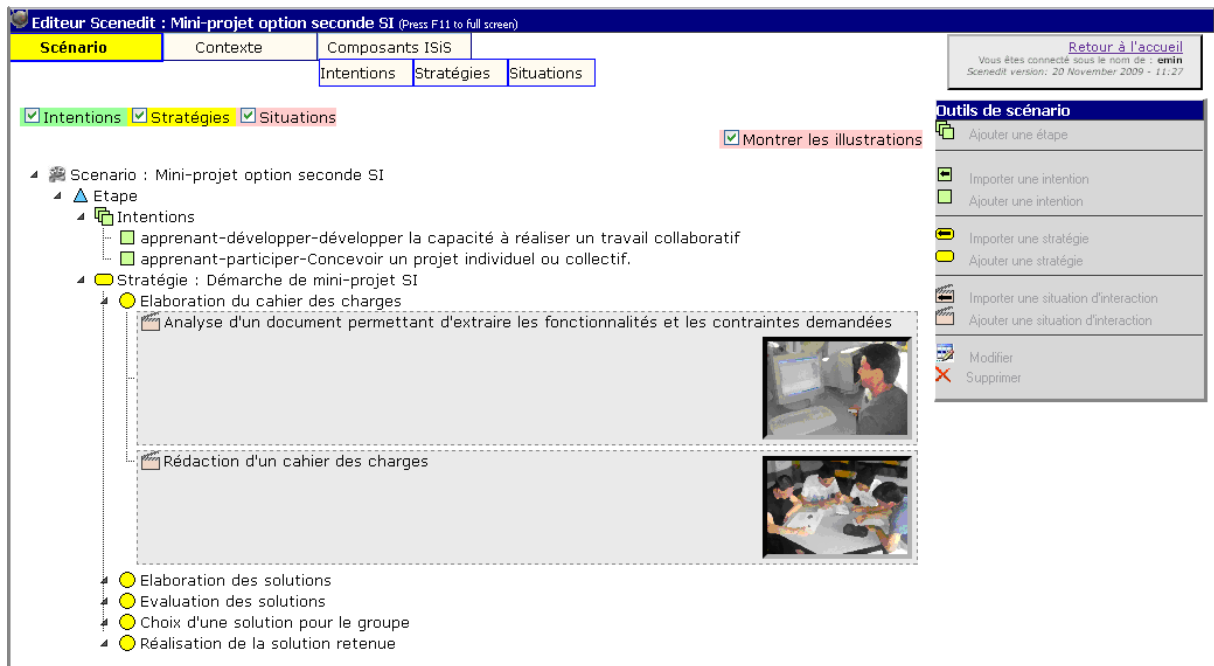 Editeur Scenedit : Mini-projet option seconde SI (Press F11 to full screen)
Scénario Contexte Composants ISiS
Intentions Stratégies Situations
Retour à l'accueil
Vous êtes connecté sous le nom de : emin
Scenedit version: 20 November 2009 - 11:27
Intentions Stratégies Situations
Montrer les illustrations
Scenario : Mini-projet option seconde SI
Etape
Intentions
apprenant-développer-développer la capacité à réaliser un travail collaboratif
apprenant-participer-Concevoir un projet individuel ou collectif.
Stratégie : Démarche de mini-projet SI
Elaboration du cahier des charges
Analyse d'un document permettant d'extraire les fonctionnalités et les contraintes demandées
Rédaction d'un cahier des charges
Elaboration des solutions
Evaluation des solutions
Choix d'une solution pour le groupe
Réalisation de la solution retenue
Outils de scénario
Ajouter une étape
Importer une intention
Ajouter une intention
Importer une stratégie
Ajouter une stratégie
Importer une situation d'interaction
Ajouter une situation d'interaction
Modifier
Supprimer